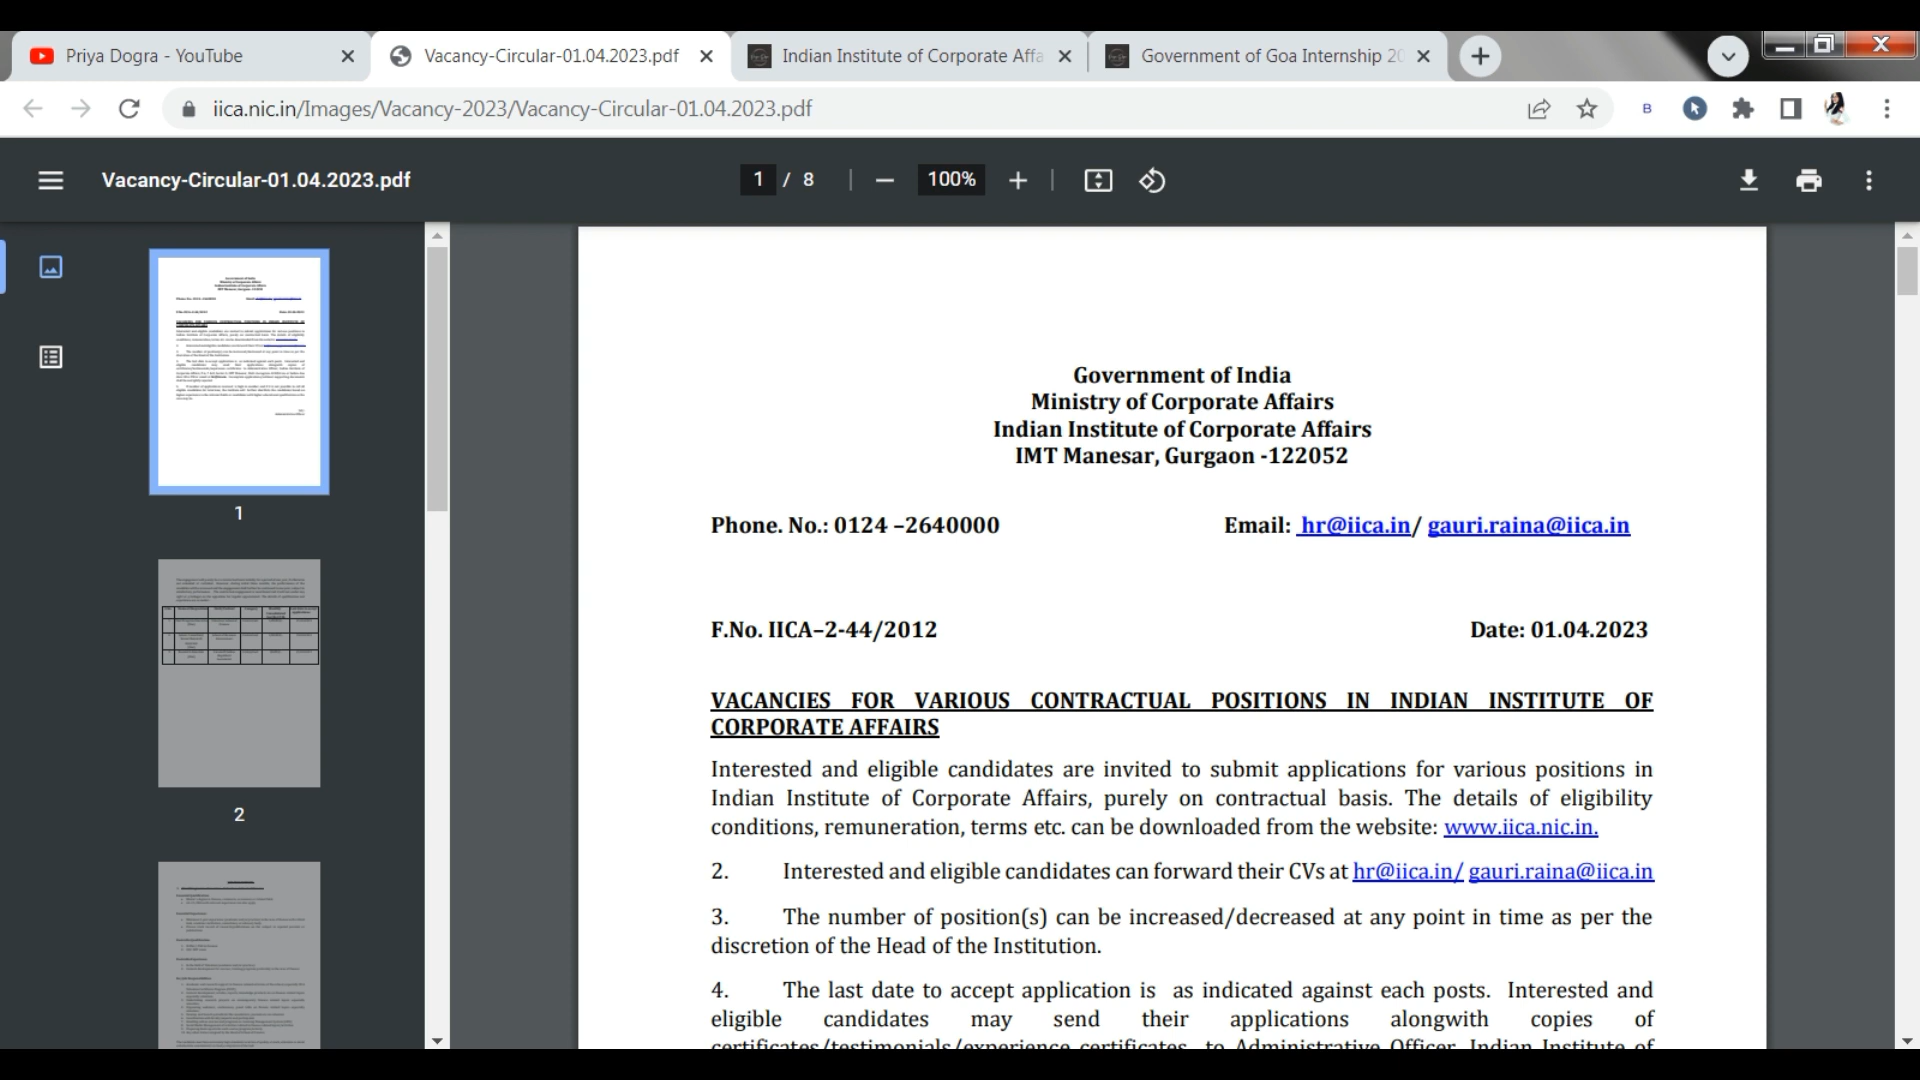 Priya Dogra - YouTube
Vacancy-Circular-01.04.2023.pdf
Indian Institute of Corporate Affa
Government of Goa Internship 20
iica.nic.in/Images/Vacancy-2023/Vacancy-Circular-01.04.2023.pdf
B
Vacancy-Circular-01.04.2023.pdf
1 / 8
100%
1
2
Government of India
Ministry of Corporate Affairs
Indian Institute of Corporate Affairs
IMT Manesar, Gurgaon -122052
Phone. No.: 0124 –2640000 Email: hr@iica.in/ gauri.raina@iica.in
F.No. IICA–2-44/2012 Date: 01.04.2023
VACANCIES FOR VARIOUS CONTRACTUAL POSITIONS IN INDIAN INSTITUTE OF
CORPORATE AFFAIRS
Interested and eligible candidates are invited to submit applications for various positions in
Indian Institute of Corporate Affairs, purely on contractual basis. The details of eligibility
conditions, remuneration, terms etc. can be downloaded from the website: www.iica.nic.in.
2. Interested and eligible candidates can forward their CVs at hr@iica.in/ gauri.raina@iica.in
3. The number of position(s) can be increased/decreased at any point in time as per the
discretion of the Head of the Institution.
4. The last date to accept application is as indicated against each posts. Interested and
eligible candidates may send their applications alongwith copies of
certificates/testimonials/experience certificates to Administrative Officer, Indian Institute of